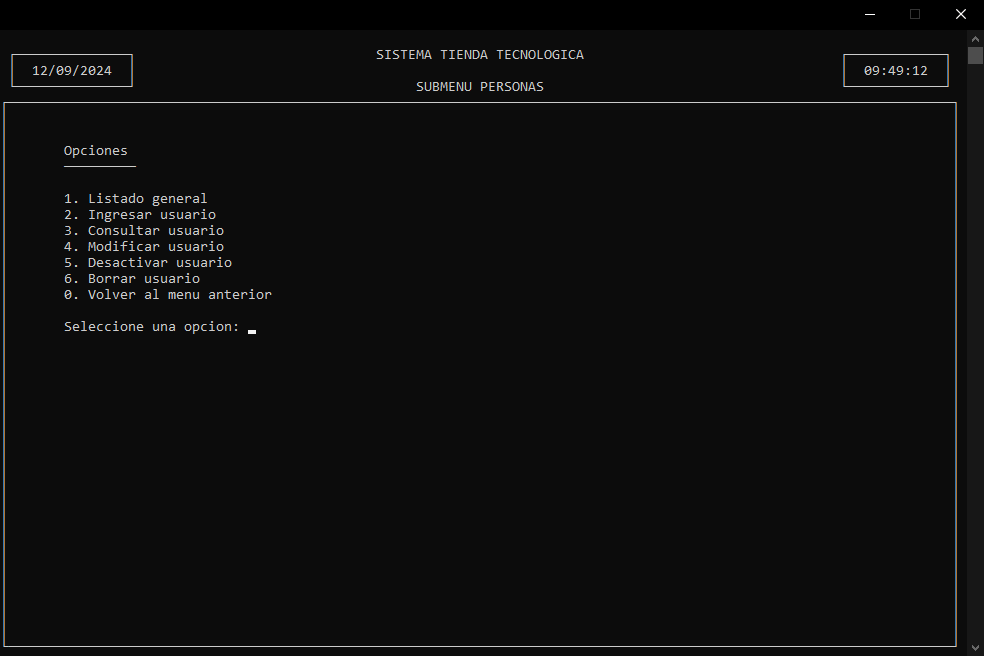 SISTEMA TIENDA TECNOLOGICA
12/09/2024
09:49:12
SUBMENU PERSONAS
Opciones
1. Listado general
2. Ingresar usuario
3. Consultar usuario
4. Modificar usuario
5. Desactivar usuario
6. Borrar usuario
0. Volver al menu anterior
Seleccione una opcion: